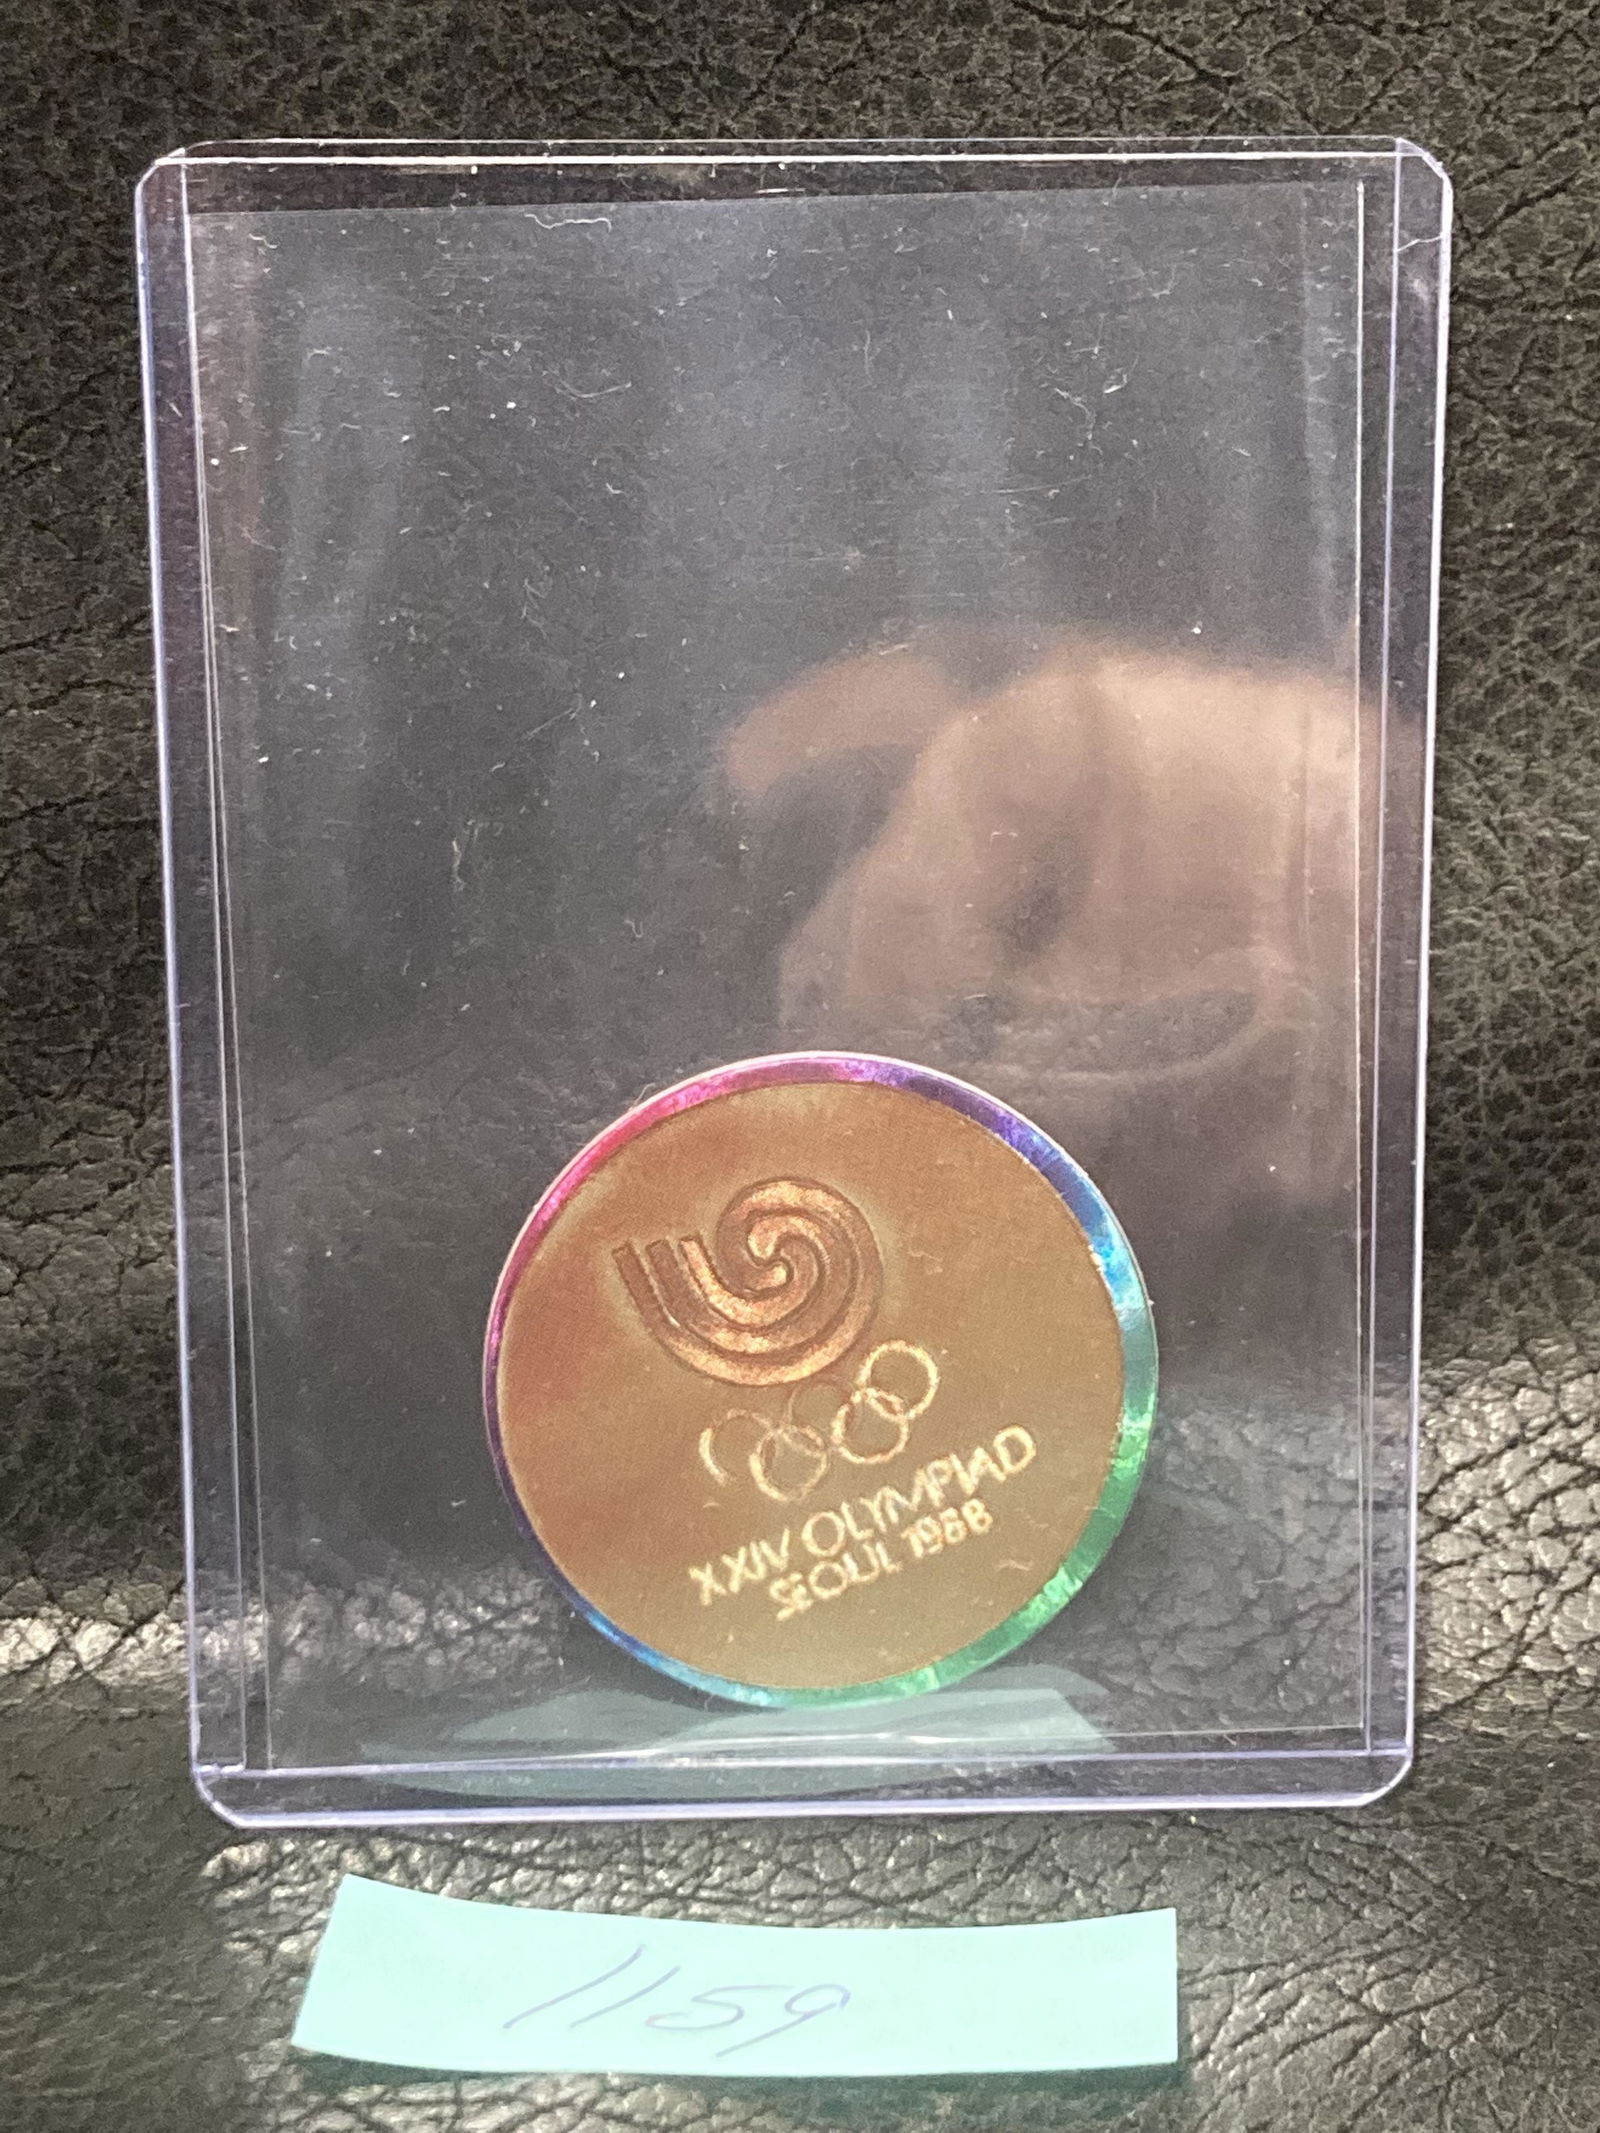 XXIV OLYMPIAD
SEOUL 1988
1159